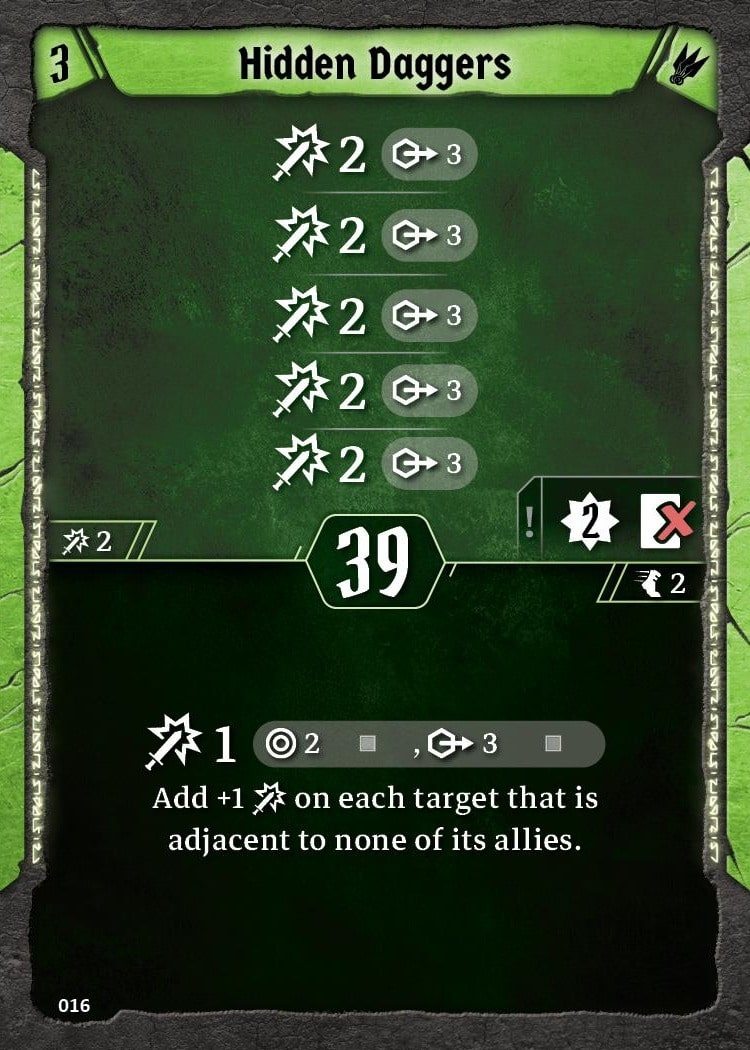 3 Hidden Daggers
2 3
2 3
2 3
2 3
2 3
! 2
2 39
2
1 2 , 3
Add +1 on each target that is
adjacent to none of its allies.
016